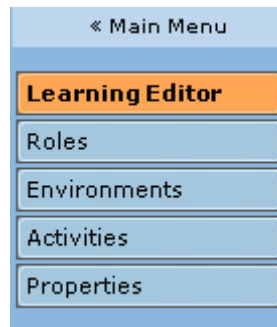 « Main Menu
Learning Editor
Roles
Environments
Activities
Properties